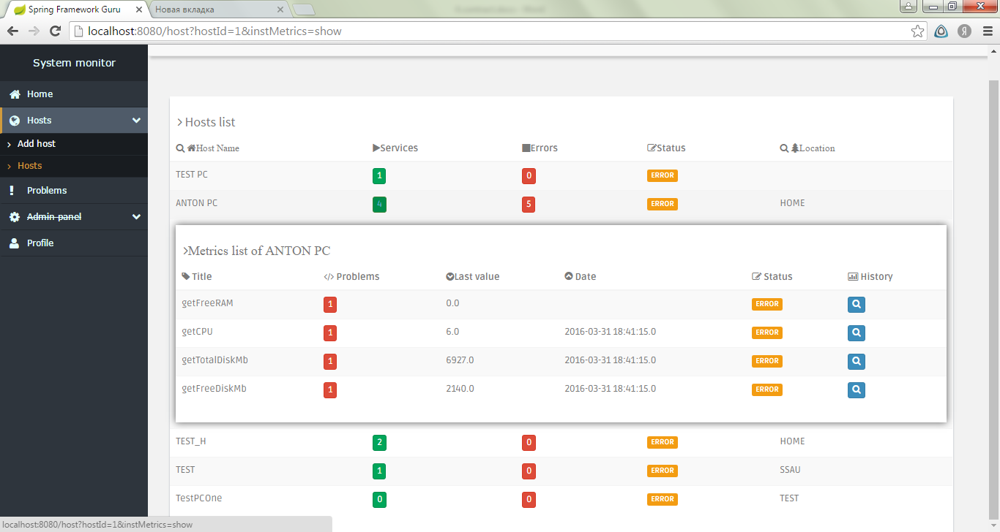 Spring Framework Guru
Новая вкладка
localhost:8080/host?hostId=1&instMetrics=show
Я
System monitor
Home
Hosts
Add host
Hosts
Problems
Admin panel
Profile
Hosts list
Host Name Services Errors Status Location
TEST PC 1 0 ERROR
ANTON PC 4 5 ERROR HOME
Metrics list of ANTON PC
Title </> Problems Last value Date Status History
getFreeRAM 1 0.0 ERROR
getCPU 1 6.0 2016-03-31 18:41:15.0 ERROR
getTotalDiskMb 1 6927.0 2016-03-31 18:41:15.0 ERROR
getFreeDiskMb 1 2140.0 2016-03-31 18:41:15.0 ERROR
TEST_H 2 0 ERROR HOME
TEST 1 0 ERROR SSAU
TestPCOne 0 0 ERROR TEST
localhost:8080/host?hostId=1&instMetrics=show